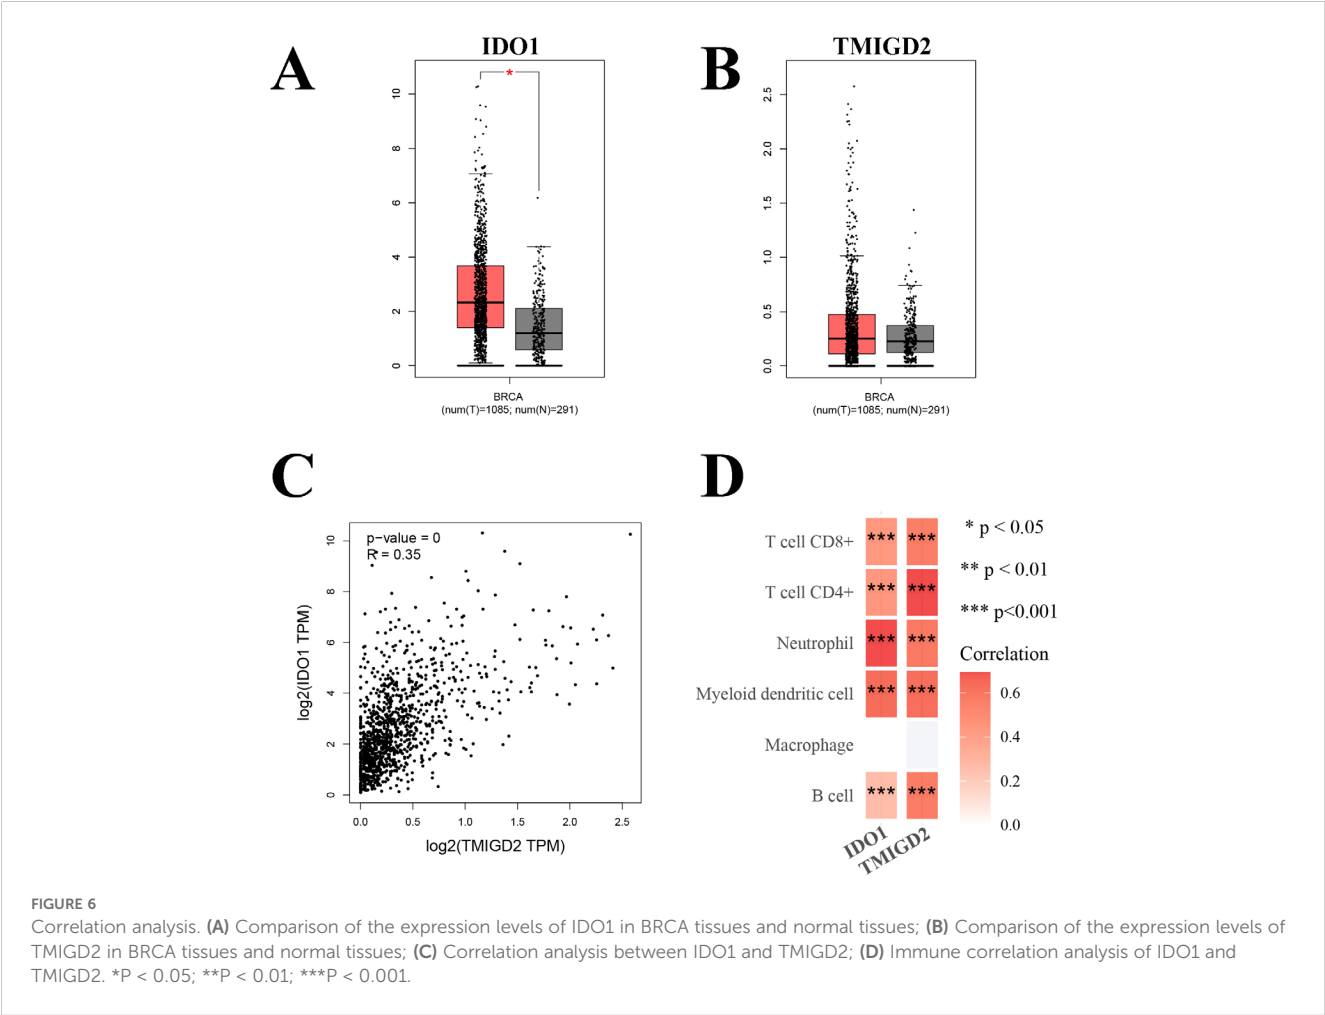 A
IDO1
*
10
8
6
4
2
0
BRCA
(num(T)=1085; num(N)=291)
B
TMIGD2
2.5
2.0
1.5
1.0
0.5
0.0
BRCA
(num(T)=1085; num(N)=291)
C
p−value = 0
R = 0.35
log2(IDO1 TPM)
10
8
6
4
2
0
0.0 0.5 1.0 1.5 2.0 2.5
log2(TMIGD2 TPM)
D
T cell CD8+ *** ***
T cell CD4+ *** ***
Neutrophil *** ***
Myeloid dendritic cell *** ***
Macrophage
B cell *** ***
IDO1
TMIGD2
* p < 0.05
** p < 0.01
*** p<0.001
Correlation
0.6
0.4
0.2
0.0
FIGURE 6
Correlation analysis. (A) Comparison of the expression levels of IDO1 in BRCA tissues and normal tissues; (B) Comparison of the expression levels of
TMIGD2 in BRCA tissues and normal tissues; (C) Correlation analysis between IDO1 and TMIGD2; (D) Immune correlation analysis of IDO1 and
TMIGD2. *P < 0.05; **P < 0.01; ***P < 0.001.